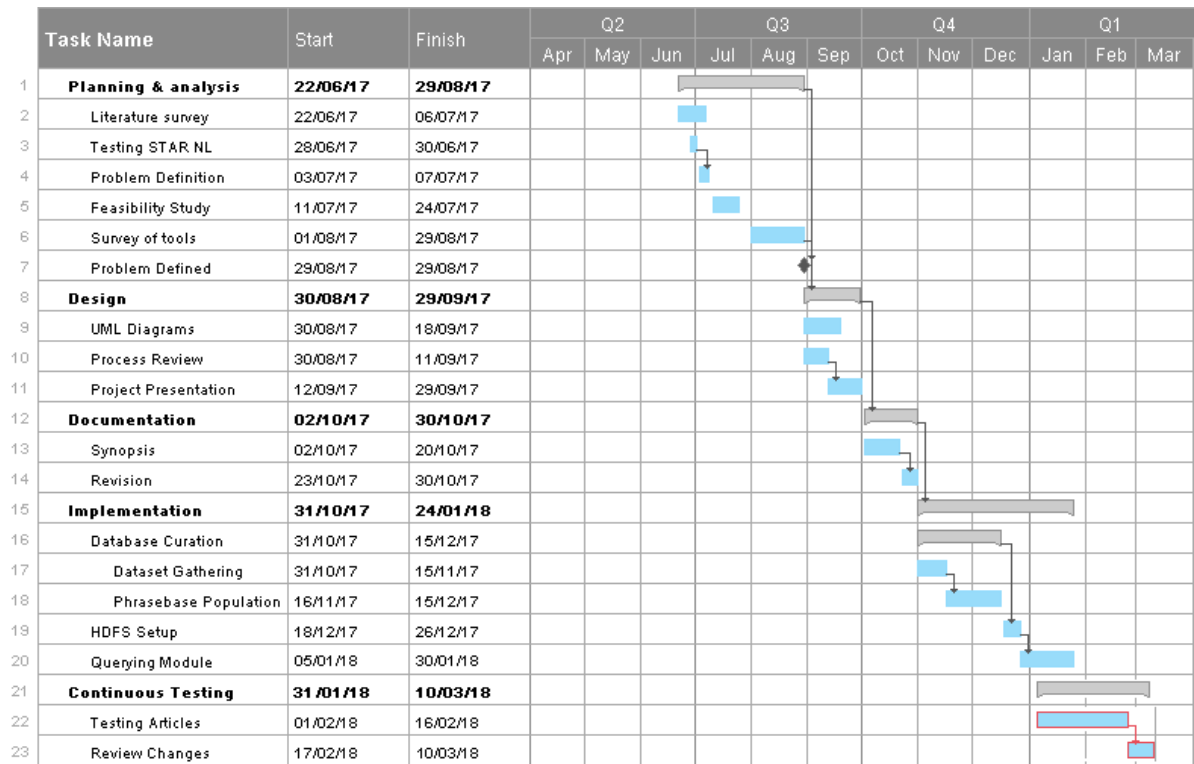 Task Name Start Finish Q2 Q3 Q4 Q1
Apr May Jun Jul Aug Sep Oct Nov Dec Jan Feb Mar
1 Planning & analysis 22/06/17 29/08/17
2 Literature survey 22/06/17 06/07/17
3 Testing STAR NL 28/06/17 30/06/17
4 Problem Definition 03/07/17 07/07/17
5 Feasibility Study 11/07/17 24/07/17
6 Survey of tools 01/08/17 29/08/17
7 Problem Defined 29/08/17 29/08/17
8 Design 30/08/17 29/09/17
9 UML Diagrams 30/08/17 18/09/17
10 Process Review 30/08/17 11/09/17
11 Project Presentation 12/09/17 29/09/17
12 Documentation 02/10/17 30/10/17
13 Synopsis 02/10/17 20/10/17
14 Revision 23/10/17 30/10/17
15 Implementation 31/10/17 24/01/18
16 Database Curation 31/10/17 15/12/17
17 Dataset Gathering 31/10/17 15/11/17
18 Phrasebase Population 16/11/17 15/12/17
19 HDFS Setup 18/12/17 26/12/17
20 Querying Module 05/01/18 30/01/18
21 Continuous Testing 31/01/18 10/03/18
22 Testing Articles 01/02/18 16/02/18
23 Review Changes 17/02/18 10/03/18